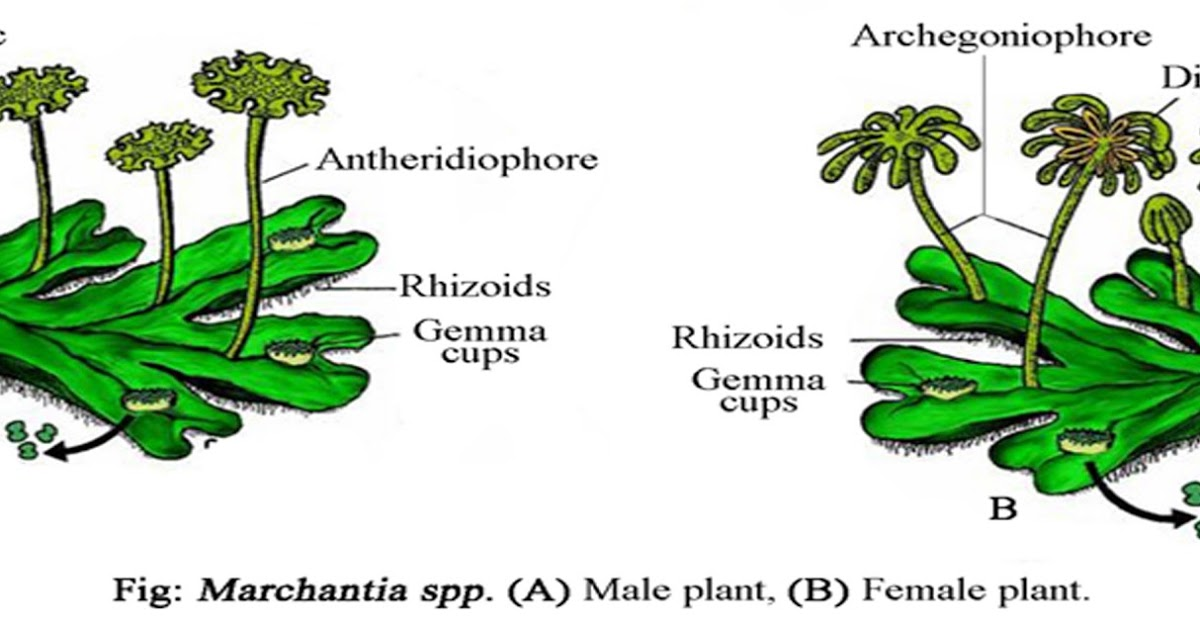 Archegoniophore
Antheridiophore
Rhizoids
Gemma
cups
Rhizoids
Gemma
cups
B
Fig: Marchantia spp. (A) Male plant, (B) Female plant.